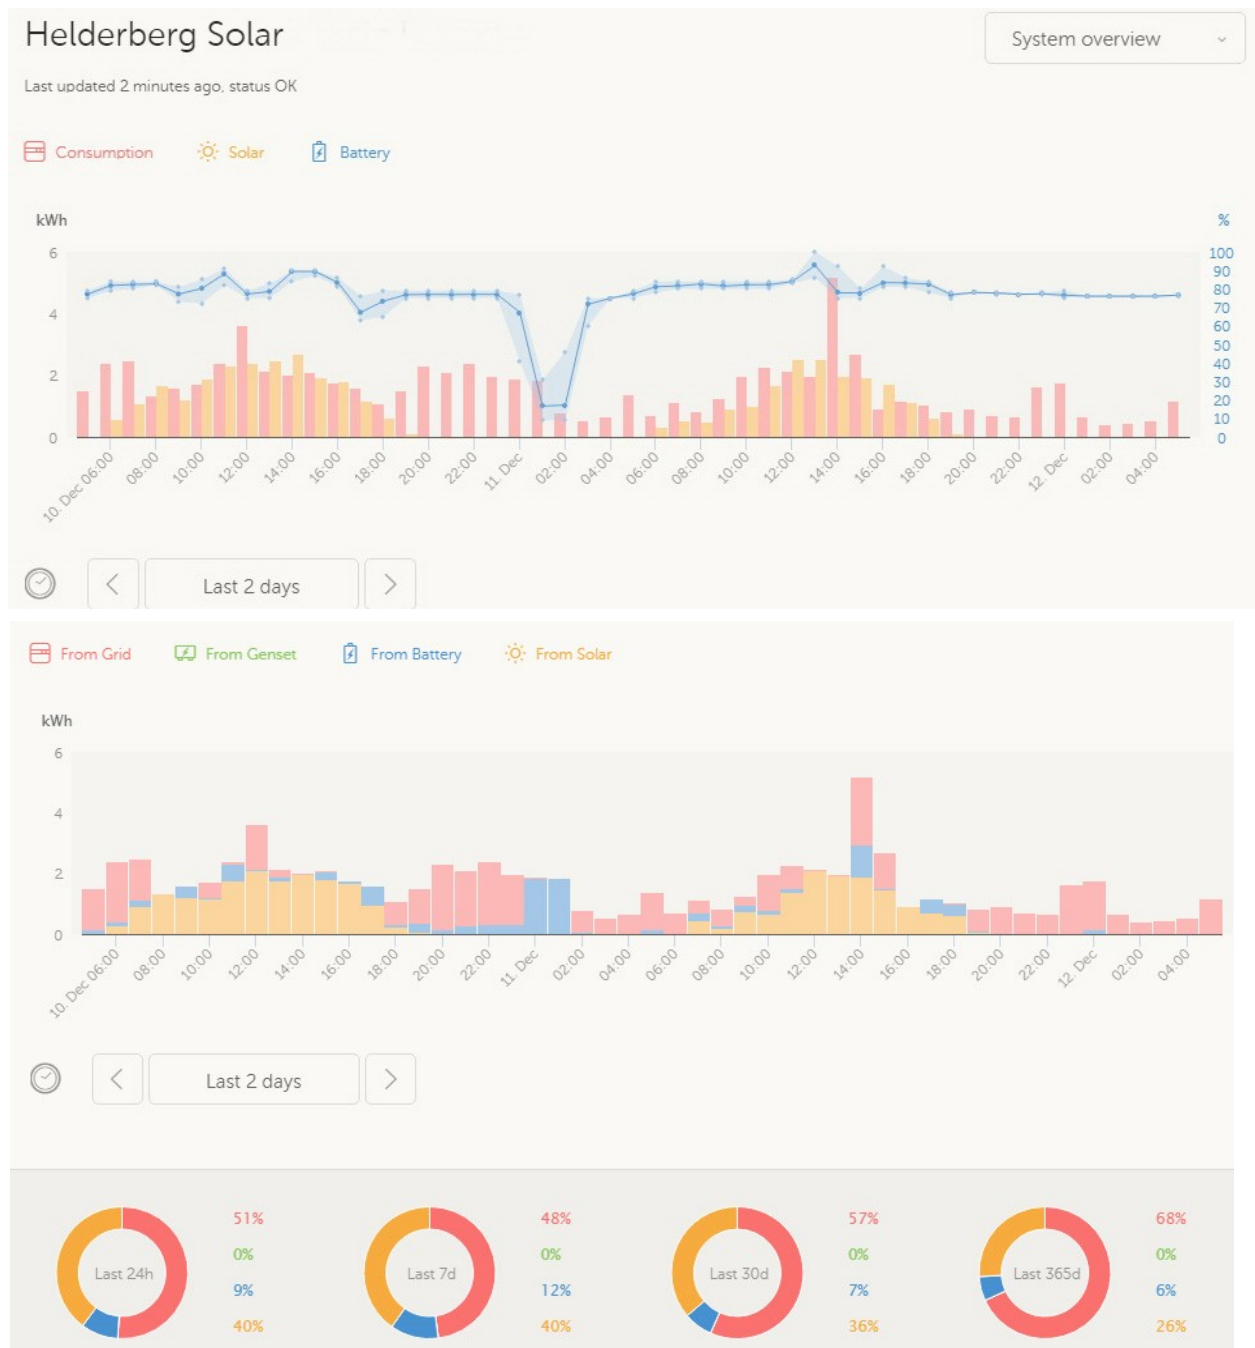 Helderberg Solar
System overview
Last updated 2 minutes ago, status OK
Consumption Solar Battery
kWh %
6 100
90
80
4 70
60
50
2 40
30
20
10
0 0
10. Dec 06:00 08:00 10:00 12:00 14:00 16:00 18:00 20:00 22:00 11. Dec 02:00 04:00 06:00 08:00 10:00 12:00 14:00 16:00 18:00 20:00 22:00 12. Dec 02:00 04:00
Last 2 days
From Grid From Genset From Battery From Solar
kWh
6
4
2
0
10. Dec 06:00 08:00 10:00 12:00 14:00 16:00 18:00 20:00 22:00 11. Dec 02:00 04:00 06:00 08:00 10:00 12:00 14:00 16:00 18:00 20:00 22:00 12. Dec 02:00 04:00
Last 2 days
Last 24h
51%
0%
9%
40%
Last 7d
48%
0%
12%
40%
Last 30d
57%
0%
7%
36%
Last 365d
68%
0%
6%
26%